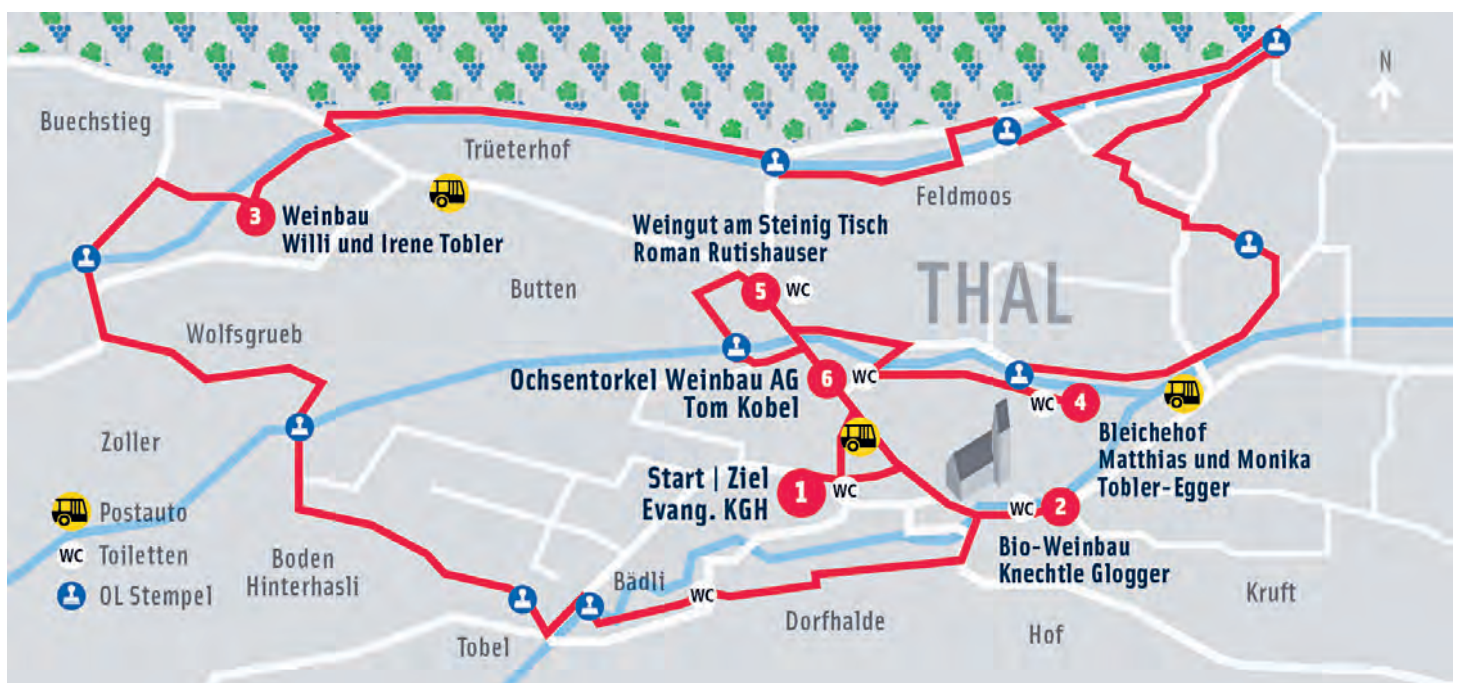 N
Buechstieg
Trüeterhof
Feldmoos
3
Weinbau
Willi und Irene Tobler
Weingut am Steinig Tisch
Roman Rutishauser
5
WC
Butten
THAL
Wolfsgrueb
Ochsentorkel Weinbau AG
Tom Kobel
6
WC
WC
4
Bleichehof
Matthias und Monika
Tobler-Egger
Zoller
Start | Ziel
Evang. KGH
1
WC
WC
2
Bio-Weinbau
Knechtle Glogger
Postauto
WC
Toiletten
OL Stempel
Boden
Hinterhasli
Bädli
WC
Dorfhalde
Kruft
Hof
Tobel